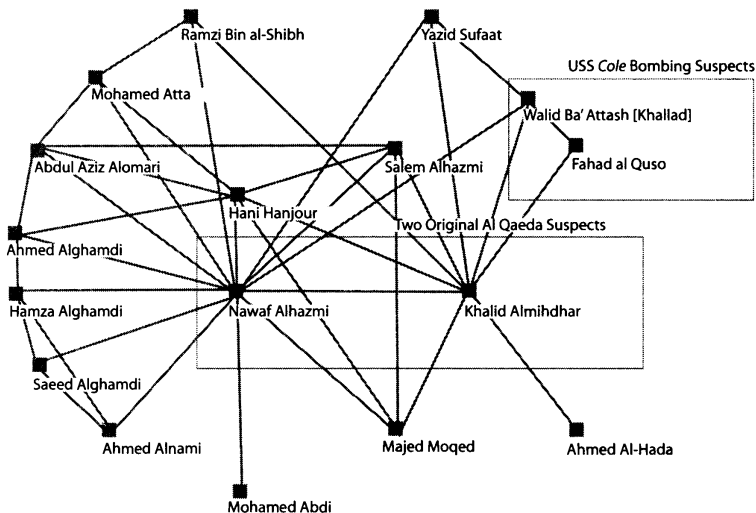 Ramzi Bin al-Shibh
Yazid Sufaat
USS Cole Bombing Suspects
Mohamed Atta
Walid Ba' Attash [Khallad]
Abdul Aziz Alomari
Salem Alhazmi
Fahad al Quso
Hani Hanjour
Two Original Al Qaeda Suspects
Ahmed Alghamdi
Hamza Alghamdi
Nawaf Alhazmi
Khalid Almihdhar
Saeed Alghamdi
Ahmed Alnami
Majed Moqed
Ahmed Al-Hada
Mohamed Abdi